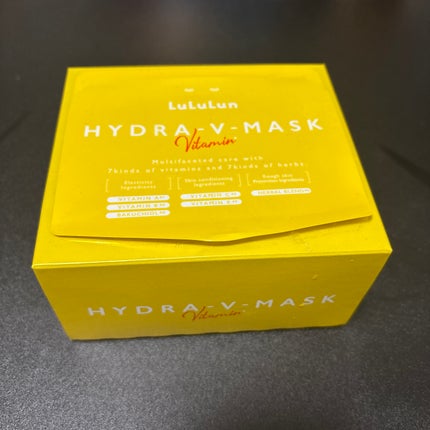 LuLuLun
HYDRA-V-MASK
Vitamin
Multifaceted care with
7kinds of vitamins and 7kinds of herbs.
Elasticity
Ingredients
Skin conditioning
Ingredients
Rough skin
Prevention Ingredients
VITAMIN A
VITAMIN B
BAKUCHIOL
VITAMIN C
VITAMIN E
HERBAL BLEND
HYDRA-V-MASK
Vitamin